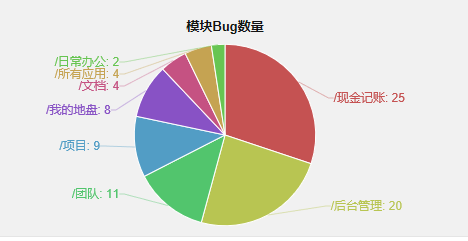 模块Bug数量
/日常办公: 2
/所有应用: 4
/文档: 4
/我的地盘: 8
/项目: 9
/团队: 11
/现金记账: 25
/后台管理: 20